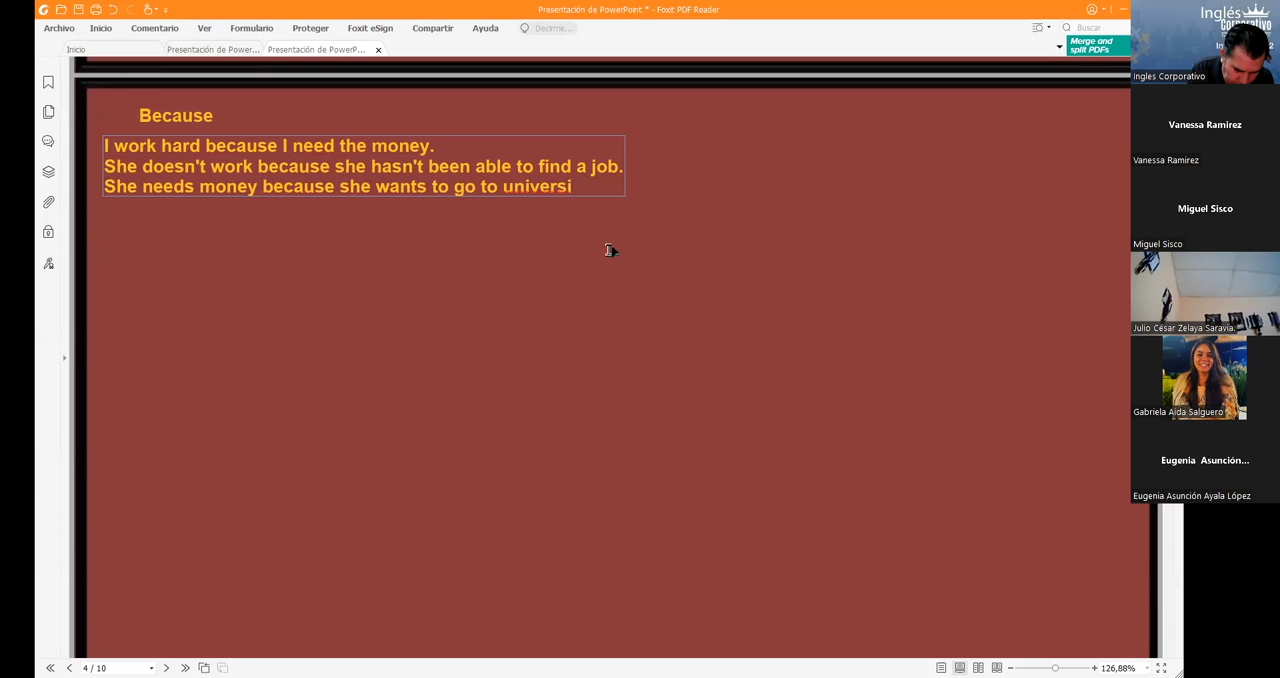 Presentación de PowerPoint * - Foxit PDF Reader
Archivo Inicio Comentario Ver Formulario Proteger Foxit eSign Compartir Ayuda Decirme... Buscar
Merge and
split PDFs
Inicio Presentación de Power... Presentación de PowerP...
Because
I work hard because I need the money.
She doesn't work because she hasn't been able to find a job.
She needs money because she wants to go to universi
4 / 10
126,88%
Inglés
Corporativo
Ingles Corporativo
Vanessa Ramirez
Vanessa Ramirez
Miguel Sisco
Miguel Sisco
Julio César Zelaya Saravia.
Gabriela Aida Salguero
Eugenia Asunción...
Eugenia Asunción Ayala López